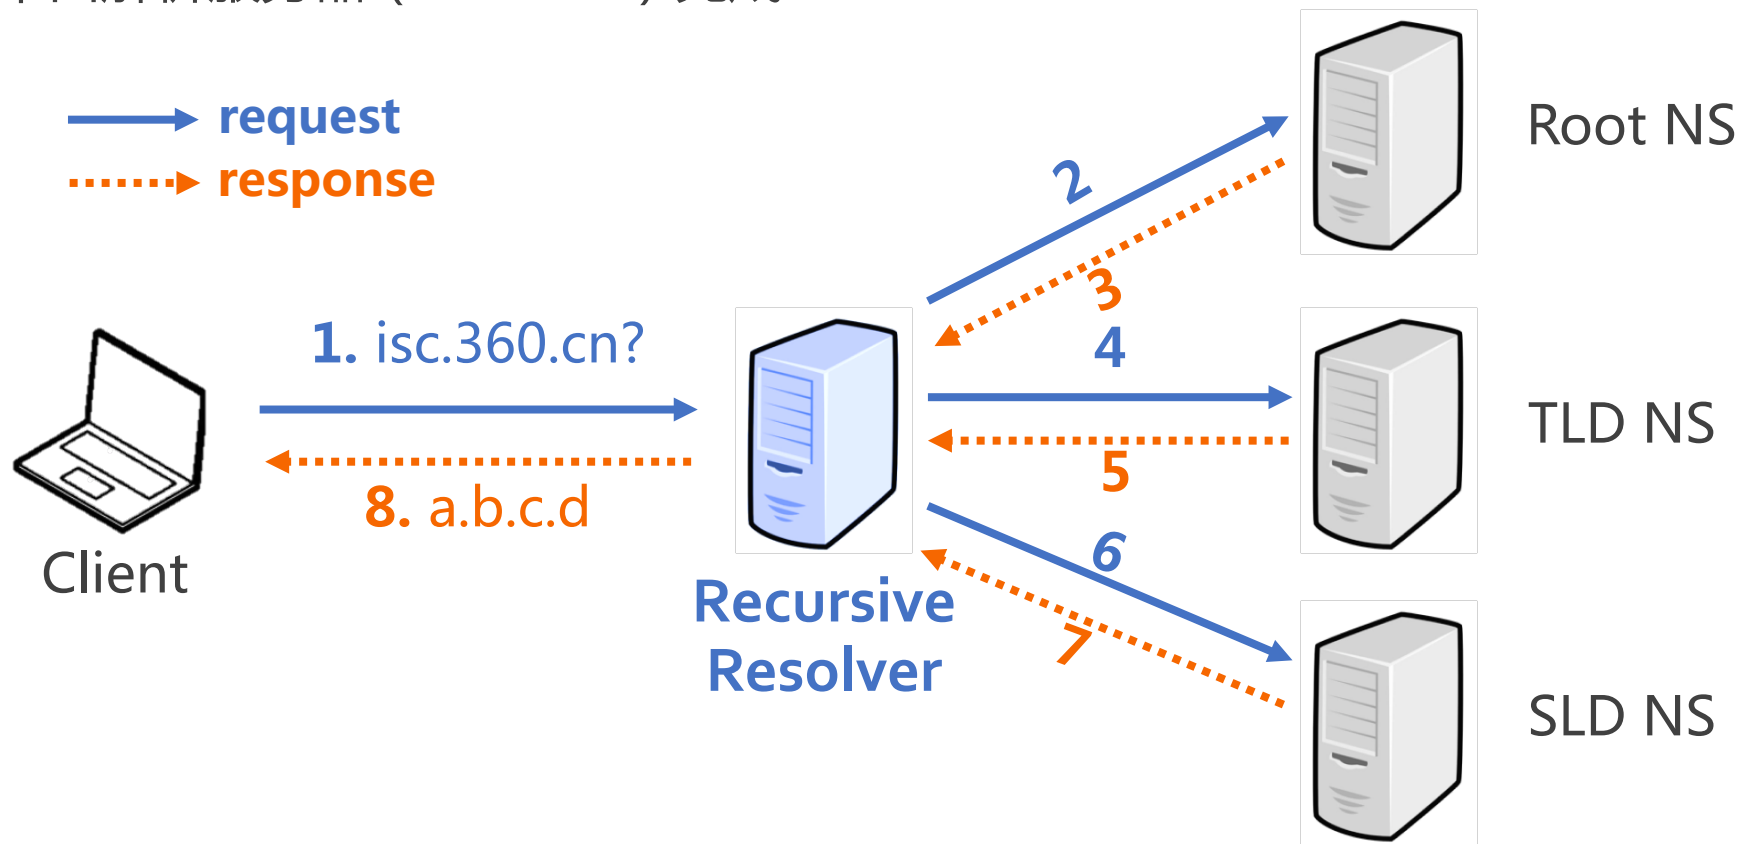 request
response
Root NS
2
3
1. isc.360.cn?
4
TLD NS
5
8. a.b.c.d
6
Client
Recursive
Resolver
7
SLD NS